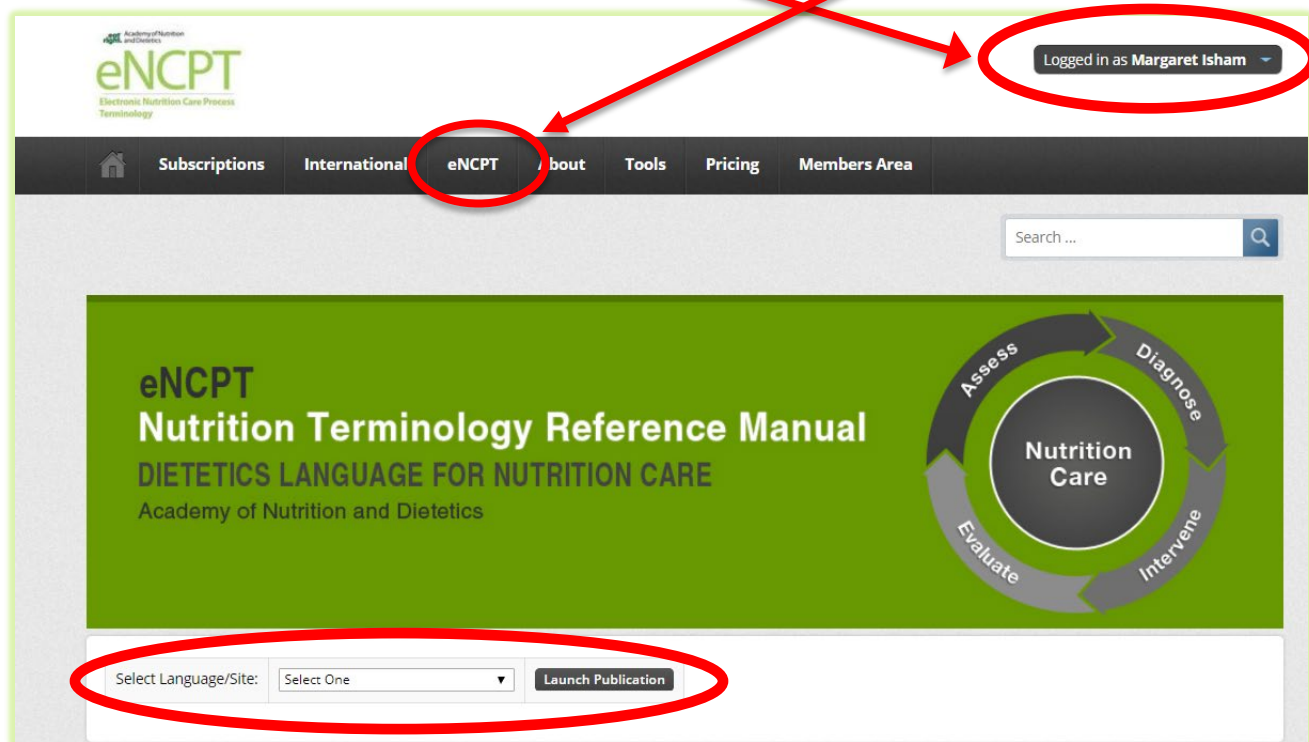 Academy of Nutrition
right. and Dietetics
eNCPT
Electronic Nutrition Care Process
Terminology
Logged in as Margaret Isham
Subscriptions International eNCPT About Tools Pricing Members Area
Search ...
eNCPT
Nutrition Terminology Reference Manual
DIETETICS LANGUAGE FOR NUTRITION CARE
Academy of Nutrition and Dietetics
Assess
Diagnose
Nutrition
Care
Evaluate
Intervene
Select Language/Site: Select One Launch Publication